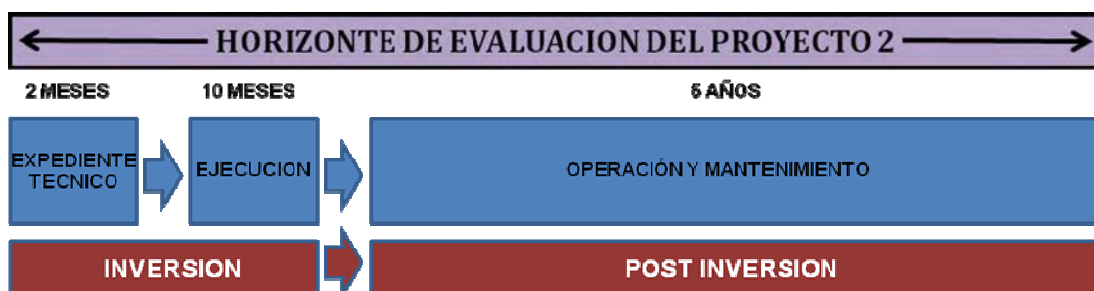 HORIZONTE DE EVALUACION DEL PROYECTO 2
2 MESES
10 MESES
5 AÑOS
EXPEDIENTE
TECNICO
EJECUCION
OPERACIÓN Y MANTENIMIENTO
INVERSION
POST INVERSION